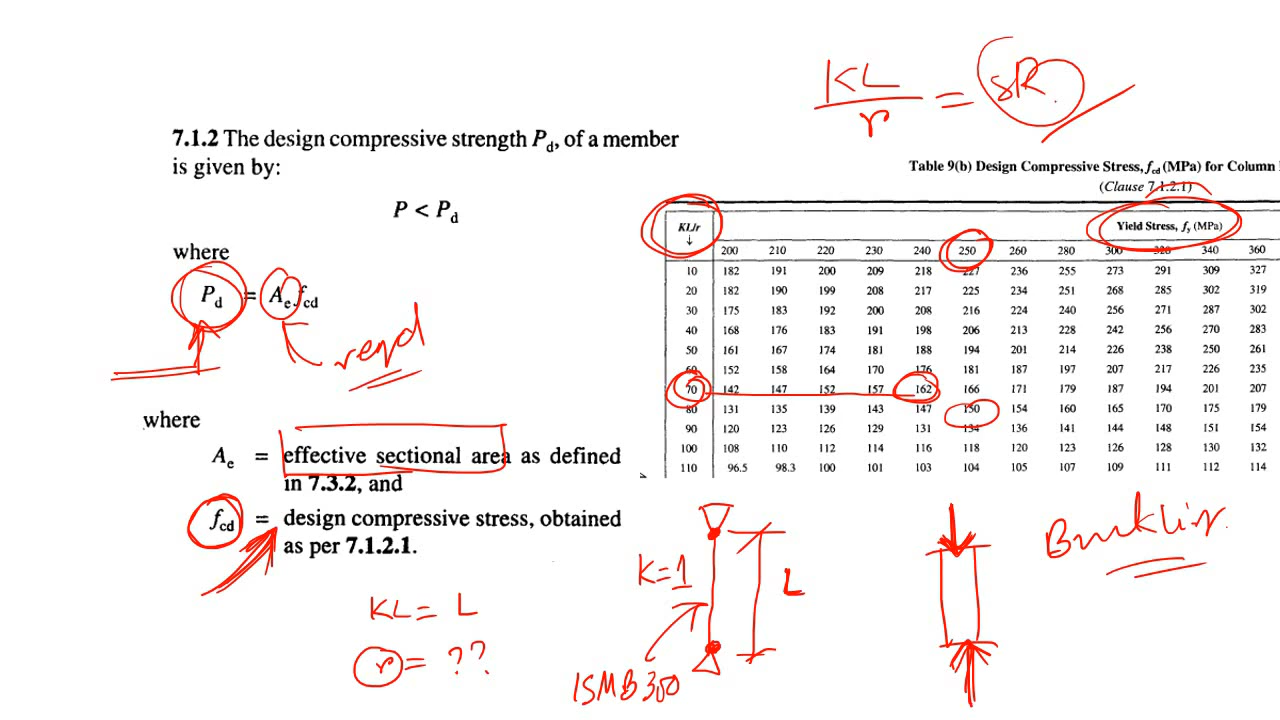 KL
r
= SR
7.1.2 The design compressive strength Pd, of a member
is given by:
P < Pd
where
Pd = Ae fcd
reqd
where
Ae = effective sectional area as defined
in 7.3.2, and
fcd = design compressive stress, obtained
as per 7.1.2.1.
KL = L
r = ??
Table 9(b) Design Compressive Stress, fcd (MPa) for Column
(Clause 7.1.2.1)
KL/r Yield Stress, fy (MPa)
↓ 200 210 220 230 240 250 260 280 300 320 340 360
10 182 191 200 209 218 227 236 255 273 291 309 327
20 182 190 199 208 217 225 234 251 268 285 302 319
30 175 183 192 200 208 216 224 240 256 271 287 302
40 168 176 183 191 198 206 213 228 242 256 270 283
50 161 167 174 181 188 194 201 214 226 238 250 261
60 152 158 164 170 176 181 187 197 207 217 226 235
70 142 147 152 157 162 166 171 179 187 194 201 207
80 131 135 139 143 147 150 154 160 165 170 175 179
90 120 123 126 129 131 134 136 141 144 148 151 154
100 108 110 112 114 116 118 120 123 126 128 130 132
110 96.5 98.3 100 101 103 104 105 107 109 111 112 114
K=1
L
ISMB 300
Buckling